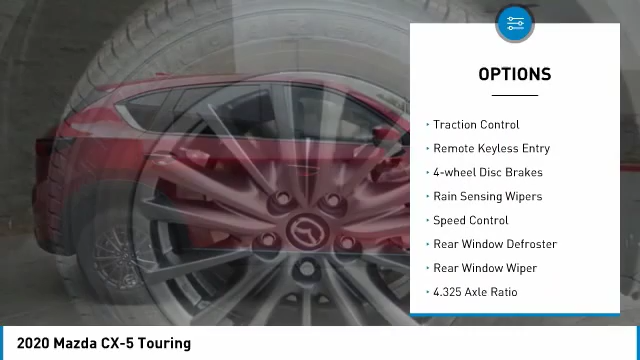 OPTIONS
· Traction Control
· Remote Keyless Entry
· 4-wheel Disc Brakes
· Rain Sensing Wipers
· Speed Control
· Rear Window Defroster
· Rear Window Wiper
· 4.325 Axle Ratio
2020 Mazda CX-5 Touring